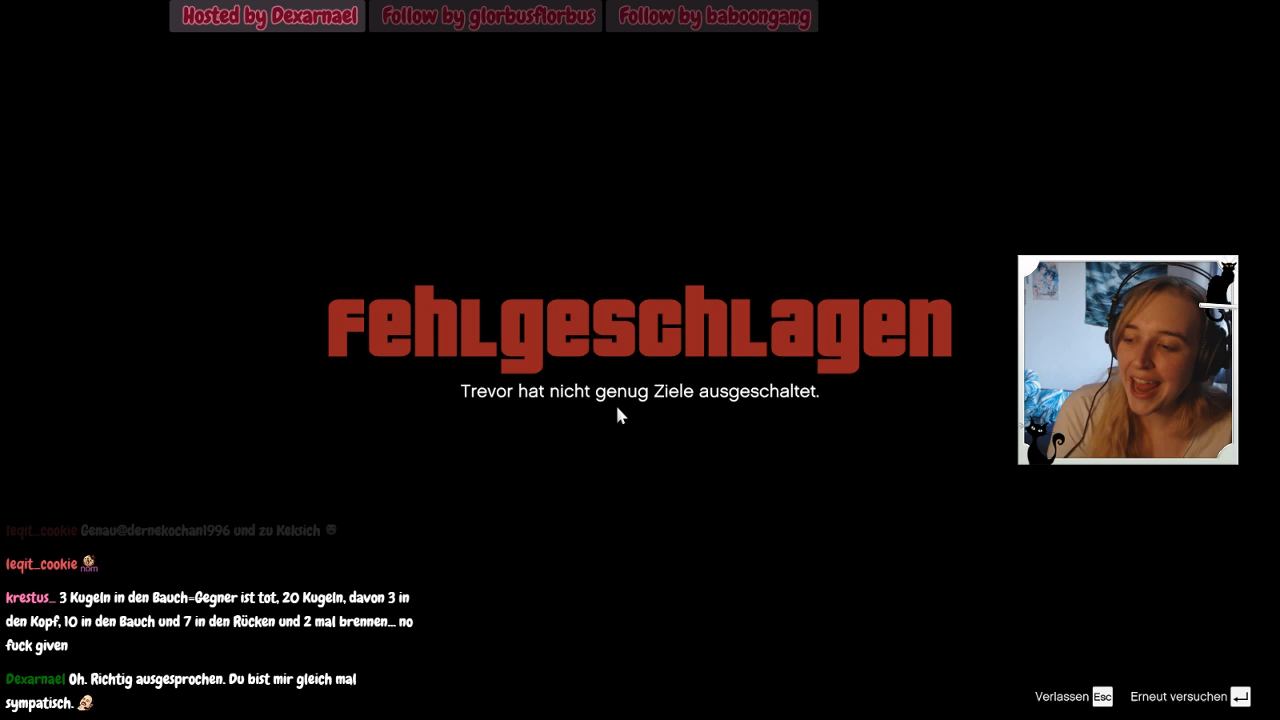 Hosted by Dexarnael
Follow by glorbusflorbus
Follow by baboongang
Fehlgeschlagen
Trevor hat nicht genug Ziele ausgeschaltet.
leqit_cookie Genau@dernekochan1996 und zu Keksich
leqit_cookie
nom
krestus_ 3 Kugeln in den Bauch=Gegner ist tot, 20 Kugeln, davon 3 in
den Kopf, 10 in den Bauch und 7 in den Rücken und 2 mal brennen... no
fuck given
Dexarnael Oh. Richtig ausgesprochen. Du bist mir gleich mal
sympatisch.
Verlassen Esc Erneut versuchen